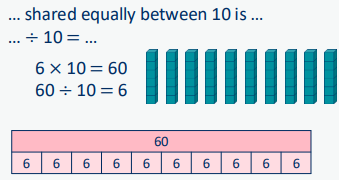 ... shared equally between 10 is ...
... ÷ 10 = ...
6 × 10 = 60
60 ÷ 10 = 6
60
6 6 6 6 6 6 6 6 6 6